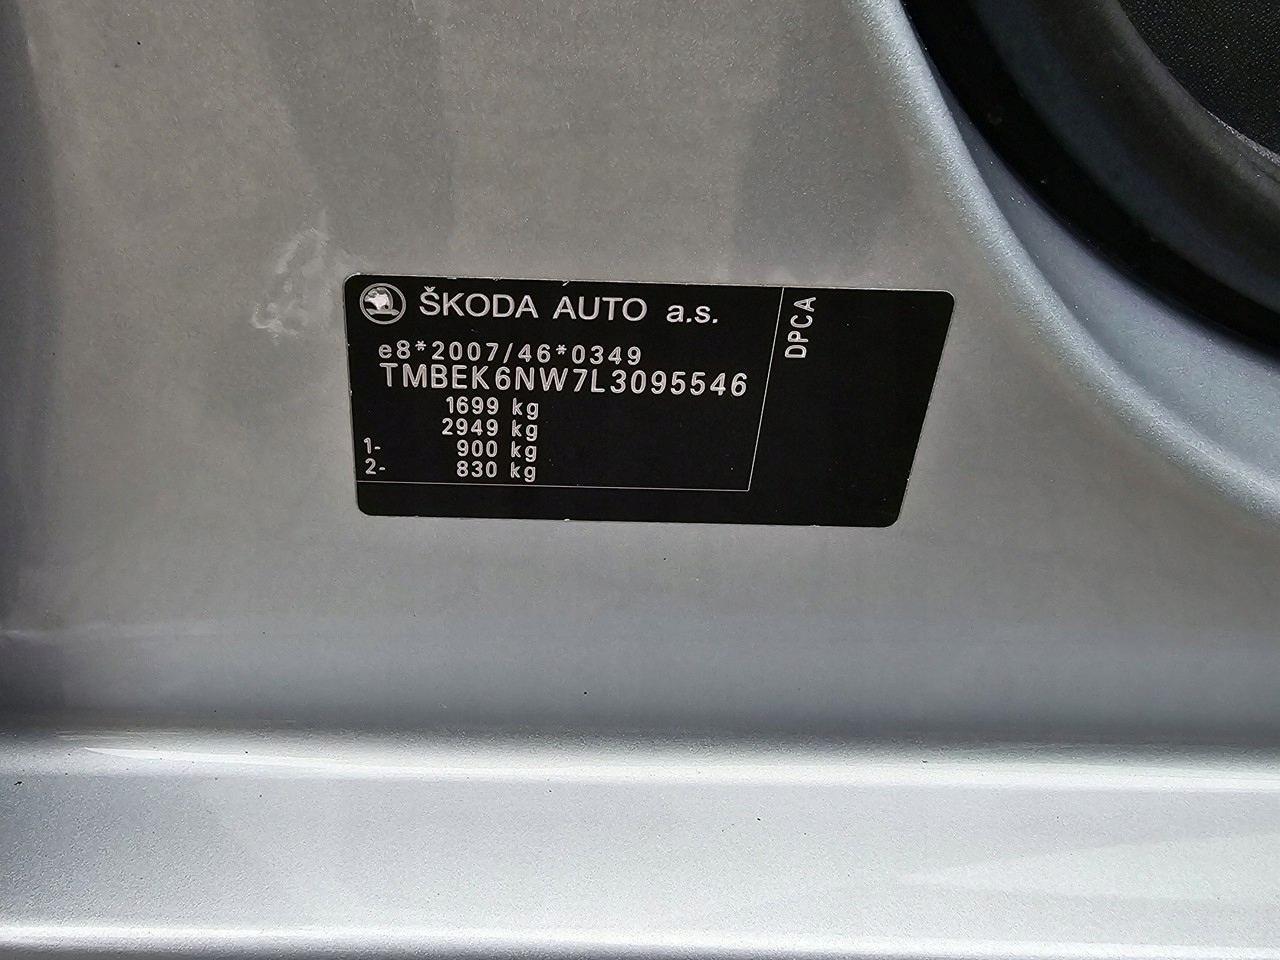 ŠKODA AUTO a.s.
e8*2007/46*0349
TMBEK6NW7L3095546
1699 kg
2949 kg
1- 900 kg
2- 830 kg
DPCA